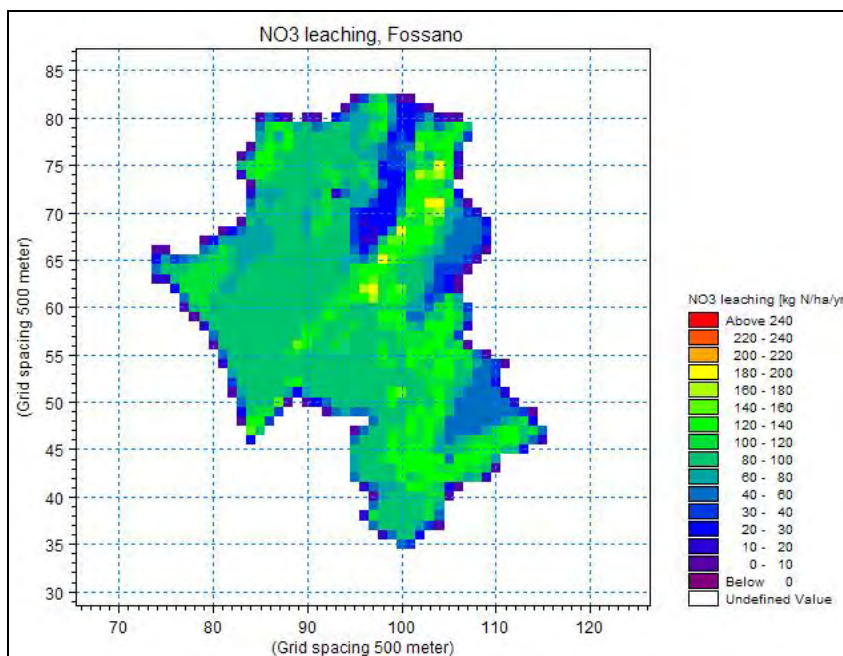 NO3 leaching, Fossano
85
80
75
70
65
60
55
50
45
40
35
30
(Grid spacing 500 meter)
70 80 90 100 110 120
(Grid spacing 500 meter)
NO3 leaching [kg N/ha/yr
Above 240
220 - 240
200 - 220
180 - 200
160 - 180
140 - 160
120 - 140
100 - 120
80 - 100
60 - 80
40 - 60
30 - 40
20 - 30
10 - 20
0 - 10
Below 0
Undefined Value